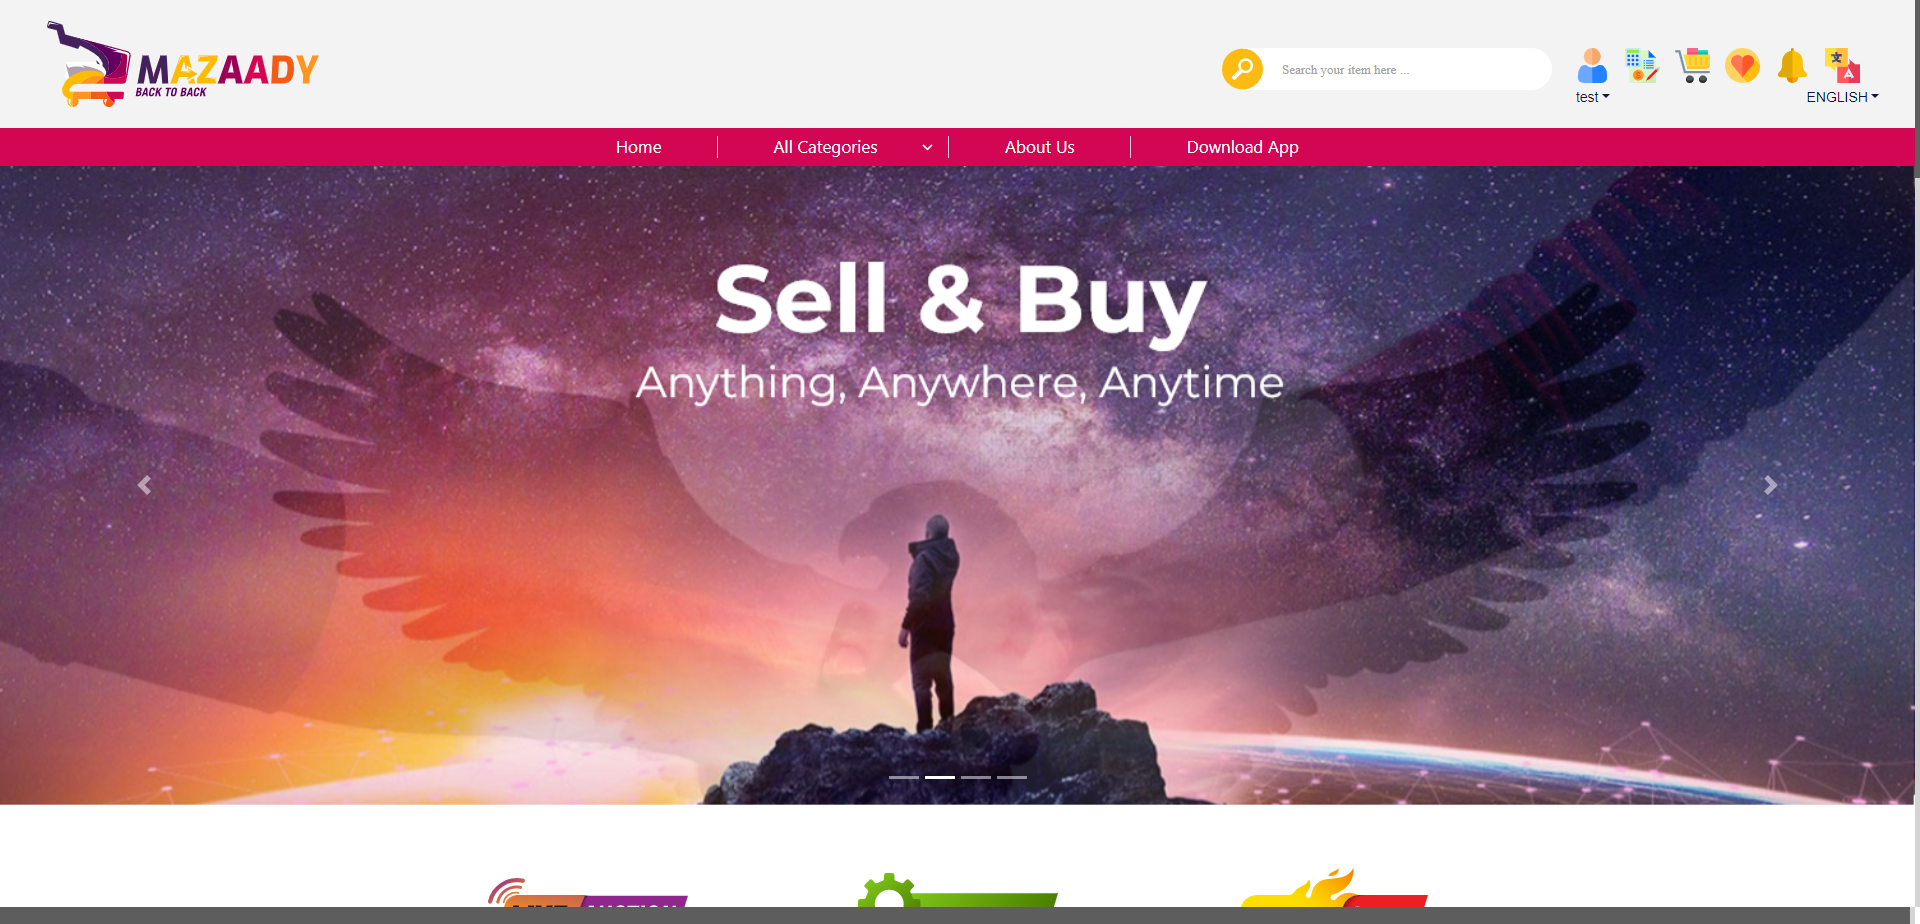 MAZAADY
BACK TO BACK
Search your item here ...
test
ENGLISH
Home
All Categories
About Us
Download App
Sell & Buy
Anything, Anywhere, Anytime